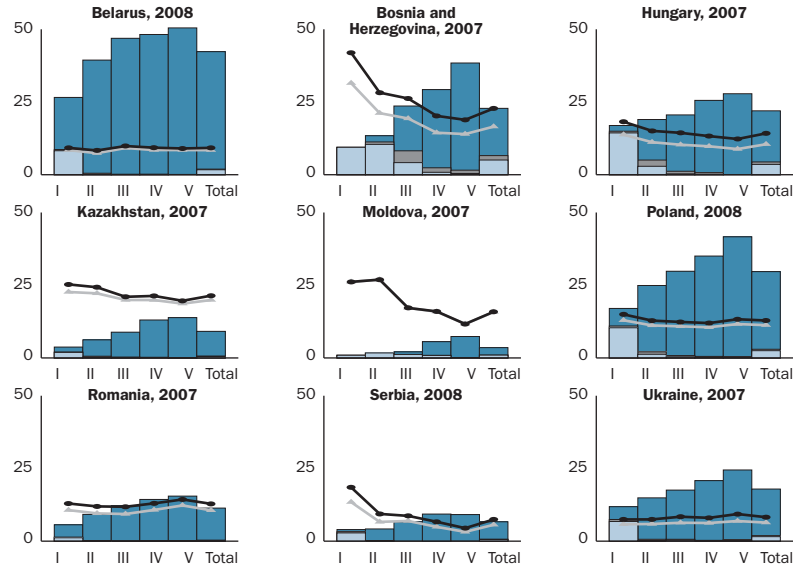 Belarus, 2008
50
25
0
I II III IV V Total
Bosnia and
Herzegovina, 2007
50
25
0
I II III IV V Total
Hungary, 2007
50
25
0
I II III IV V Total
Kazakhstan, 2007
50
25
0
I II III IV V Total
Moldova, 2007
50
25
0
I II III IV V Total
Poland, 2008
50
25
0
I II III IV V Total
Romania, 2007
50
25
0
I II III IV V Total
Serbia, 2008
50
25
0
I II III IV V Total
Ukraine, 2007
50
25
0
I II III IV V Total